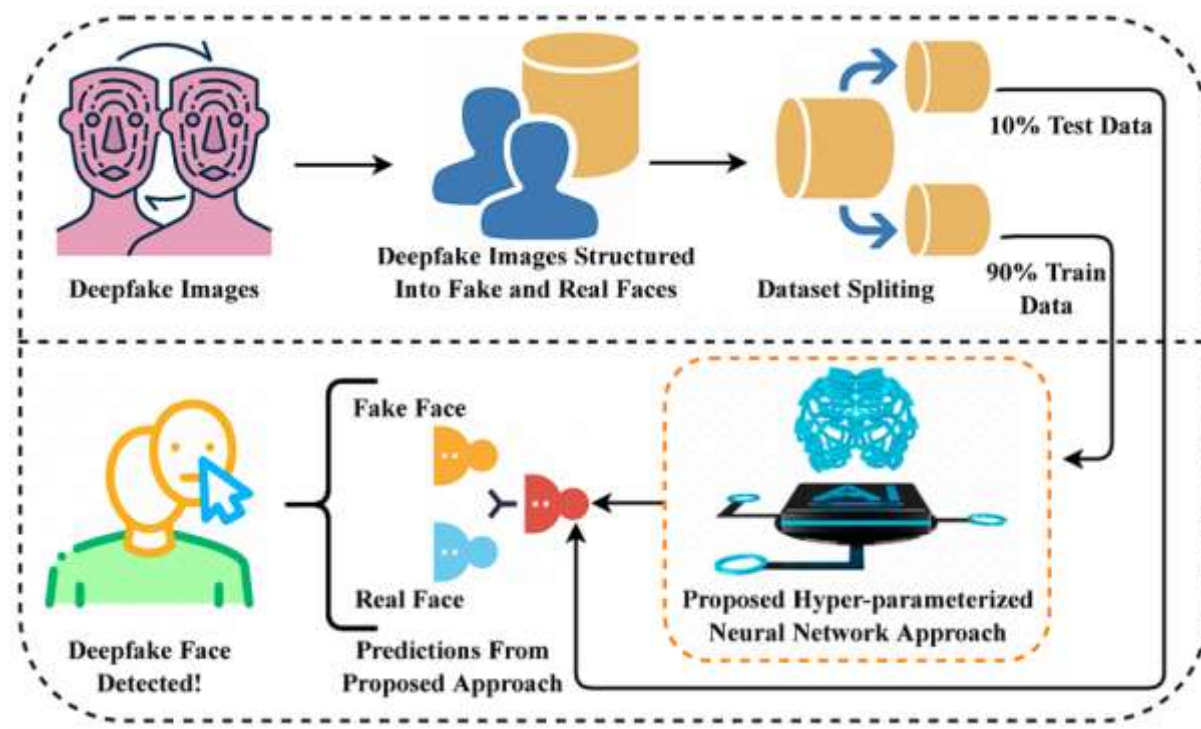 10% Test Data
Deepfake Images
Deepfake Images Structured
Into Fake and Real Faces
Dataset Spliting
90% Train
Data
Fake Face
Real Face
Predictions From
Proposed Approach
Deepfake Face
Detected!
AI
Proposed Hyper-parameterized
Neural Network Approach